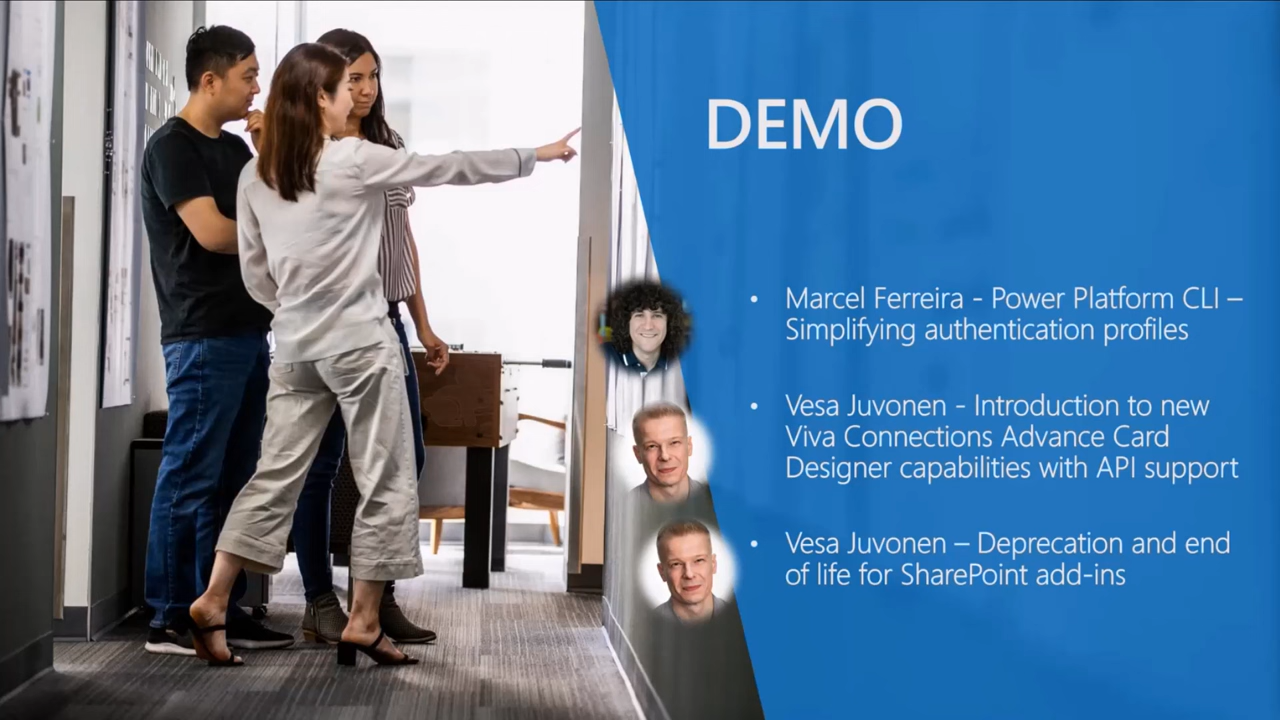 DEMO
• Marcel Ferreira - Power Platform CLI –
Simplifying authentication profiles
• Vesa Juvonen - Introduction to new
Viva Connections Advance Card
Designer capabilities with API support
• Vesa Juvonen – Deprecation and end
of life for SharePoint add-ins